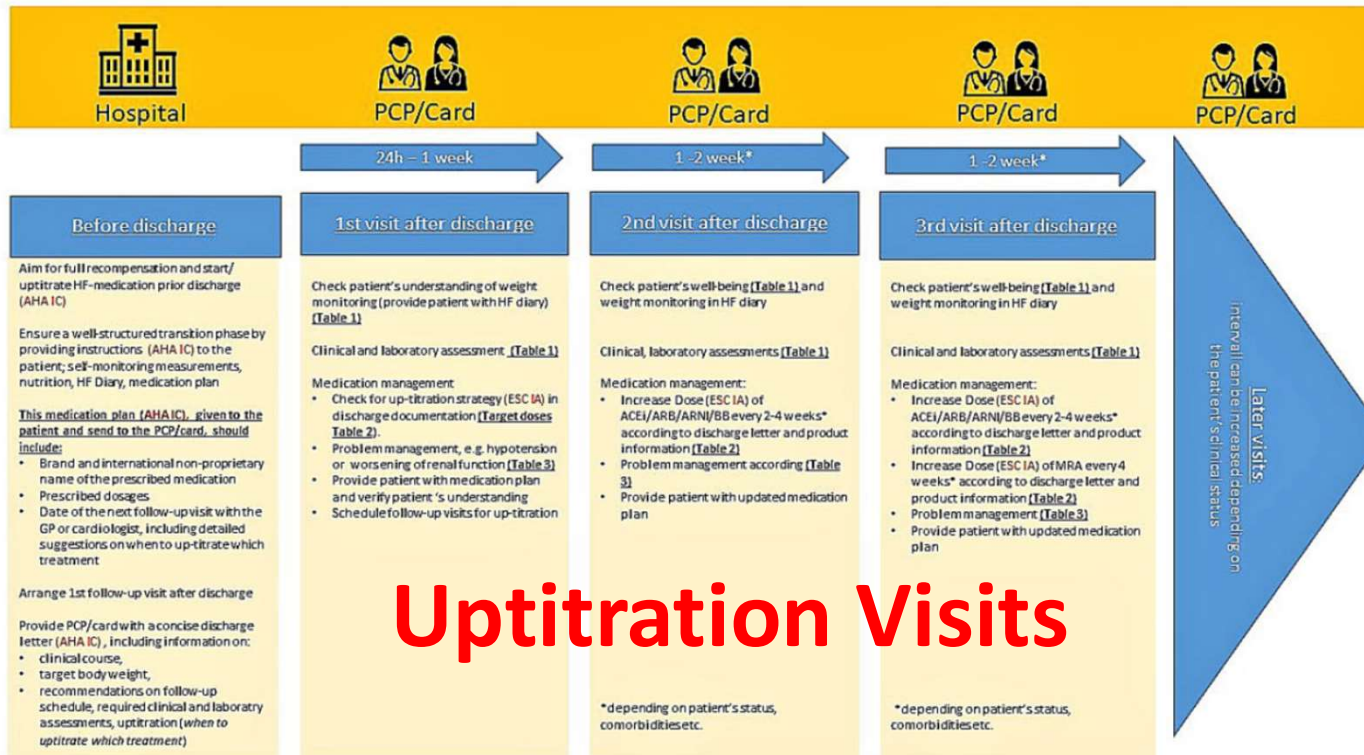 Hospital
PCP/Card
PCP/Card
PCP/Card
PCP/Card
24h – 1 week
1 -2 week*
1 -2 week*
Before discharge
Aim for full recompensation and start/
uptitrate HF-medication prior discharge
(AHA IC)
Ensure a well-structured transition phase by
providing instructions (AHA IC) to the
patient; self-monitoring measurements,
nutrition, HF Diary, medication plan
This medication plan (AHA IC), given to the
patient and send to the PCP/card, should
include:
• Brand and international non-proprietary
name of the prescribed medication
• Prescribed dosages
• Date of the next follow-up visit with the
GP or cardiologist, including detailed
suggestions on when to up-titrate which
treatment
Arrange 1st follow-up visit after discharge
Provide PCP/card with a concise discharge
letter (AHA IC) , including information on:
• clinical course,
• target body weight,
• recommendations on follow-up
schedule, required clinical and laboratry
assessments, uptitration (when to
uptitrate which treatment)
1st visit after discharge
Check patient's understanding of weight
monitoring (provide patient with HF diary)
(Table 1)
Clinical and laboratory assessment (Table 1)
Medication management
• Check for up-titration strategy (ESC IA) in
discharge documentation (Target doses
Table 2).
• Problem management, e.g. hypotension
or worsening of renal function (Table 3)
• Provide patient with medication plan
and verify patient 's understanding
• Schedule follow-up visits for up-titration
2nd visit after discharge
Check patient's well-being (Table 1) and
weight monitoring in HF diary
Clinical, laboratory assessments (Table 1)
Medication management:
• Increase Dose (ESC IA) of
ACEi/ARB/ARNI/BB every 2-4 weeks*
according to discharge letter and product
information (Table 2)
• Problem management according (Table
3)
• Provide patient with updated medication
plan
*depending on patient's status,
comorbidities etc.
3rd visit after discharge
Check patient's well-being (Table 1) and
weight monitoring in HF diary
Clinical and laboratory assessments (Table 1)
Medication management:
• Increase Dose (ESC IA) of
ACEi/ARB/ARNI/BB every 2-4 weeks*
according to discharge letter and product
information (Table 2)
• Increase Dose (ESC IA) of MRA every 4
weeks* according to discharge letter and
product information (Table 2)
• Problem management (Table 3)
• Provide patient with updated medication
plan
*depending on patient's status,
comorbidities etc.
Later visits
intervall can be increased depending on
the patient's clinical status
Uptitration Visits